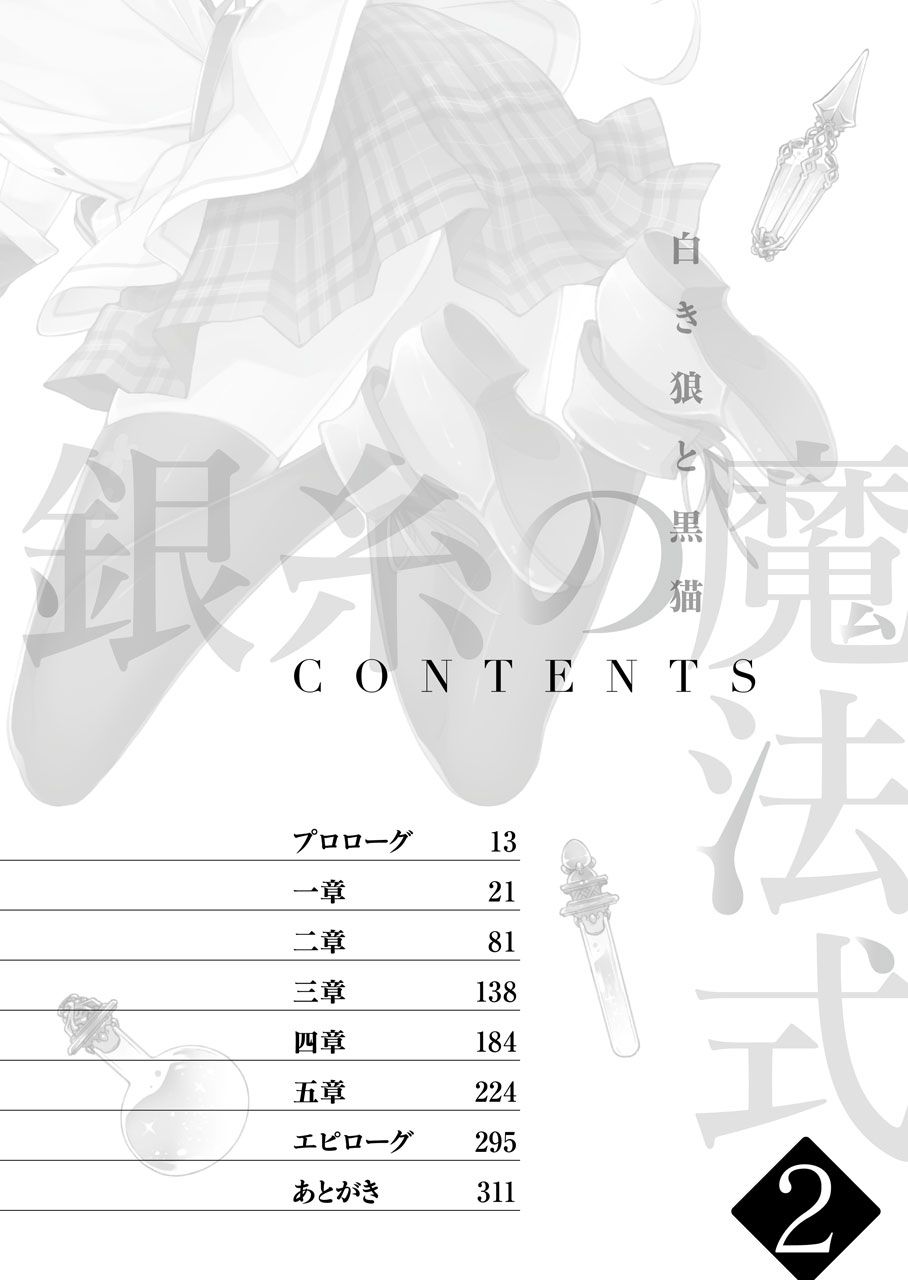 銀糸の魔法式
白き狼と黒猫
CONTENTS
プロローグ 13
一章 21
二章 81
三章 138
四章 184
五章 224
エピローグ 295
あとがき 311
2